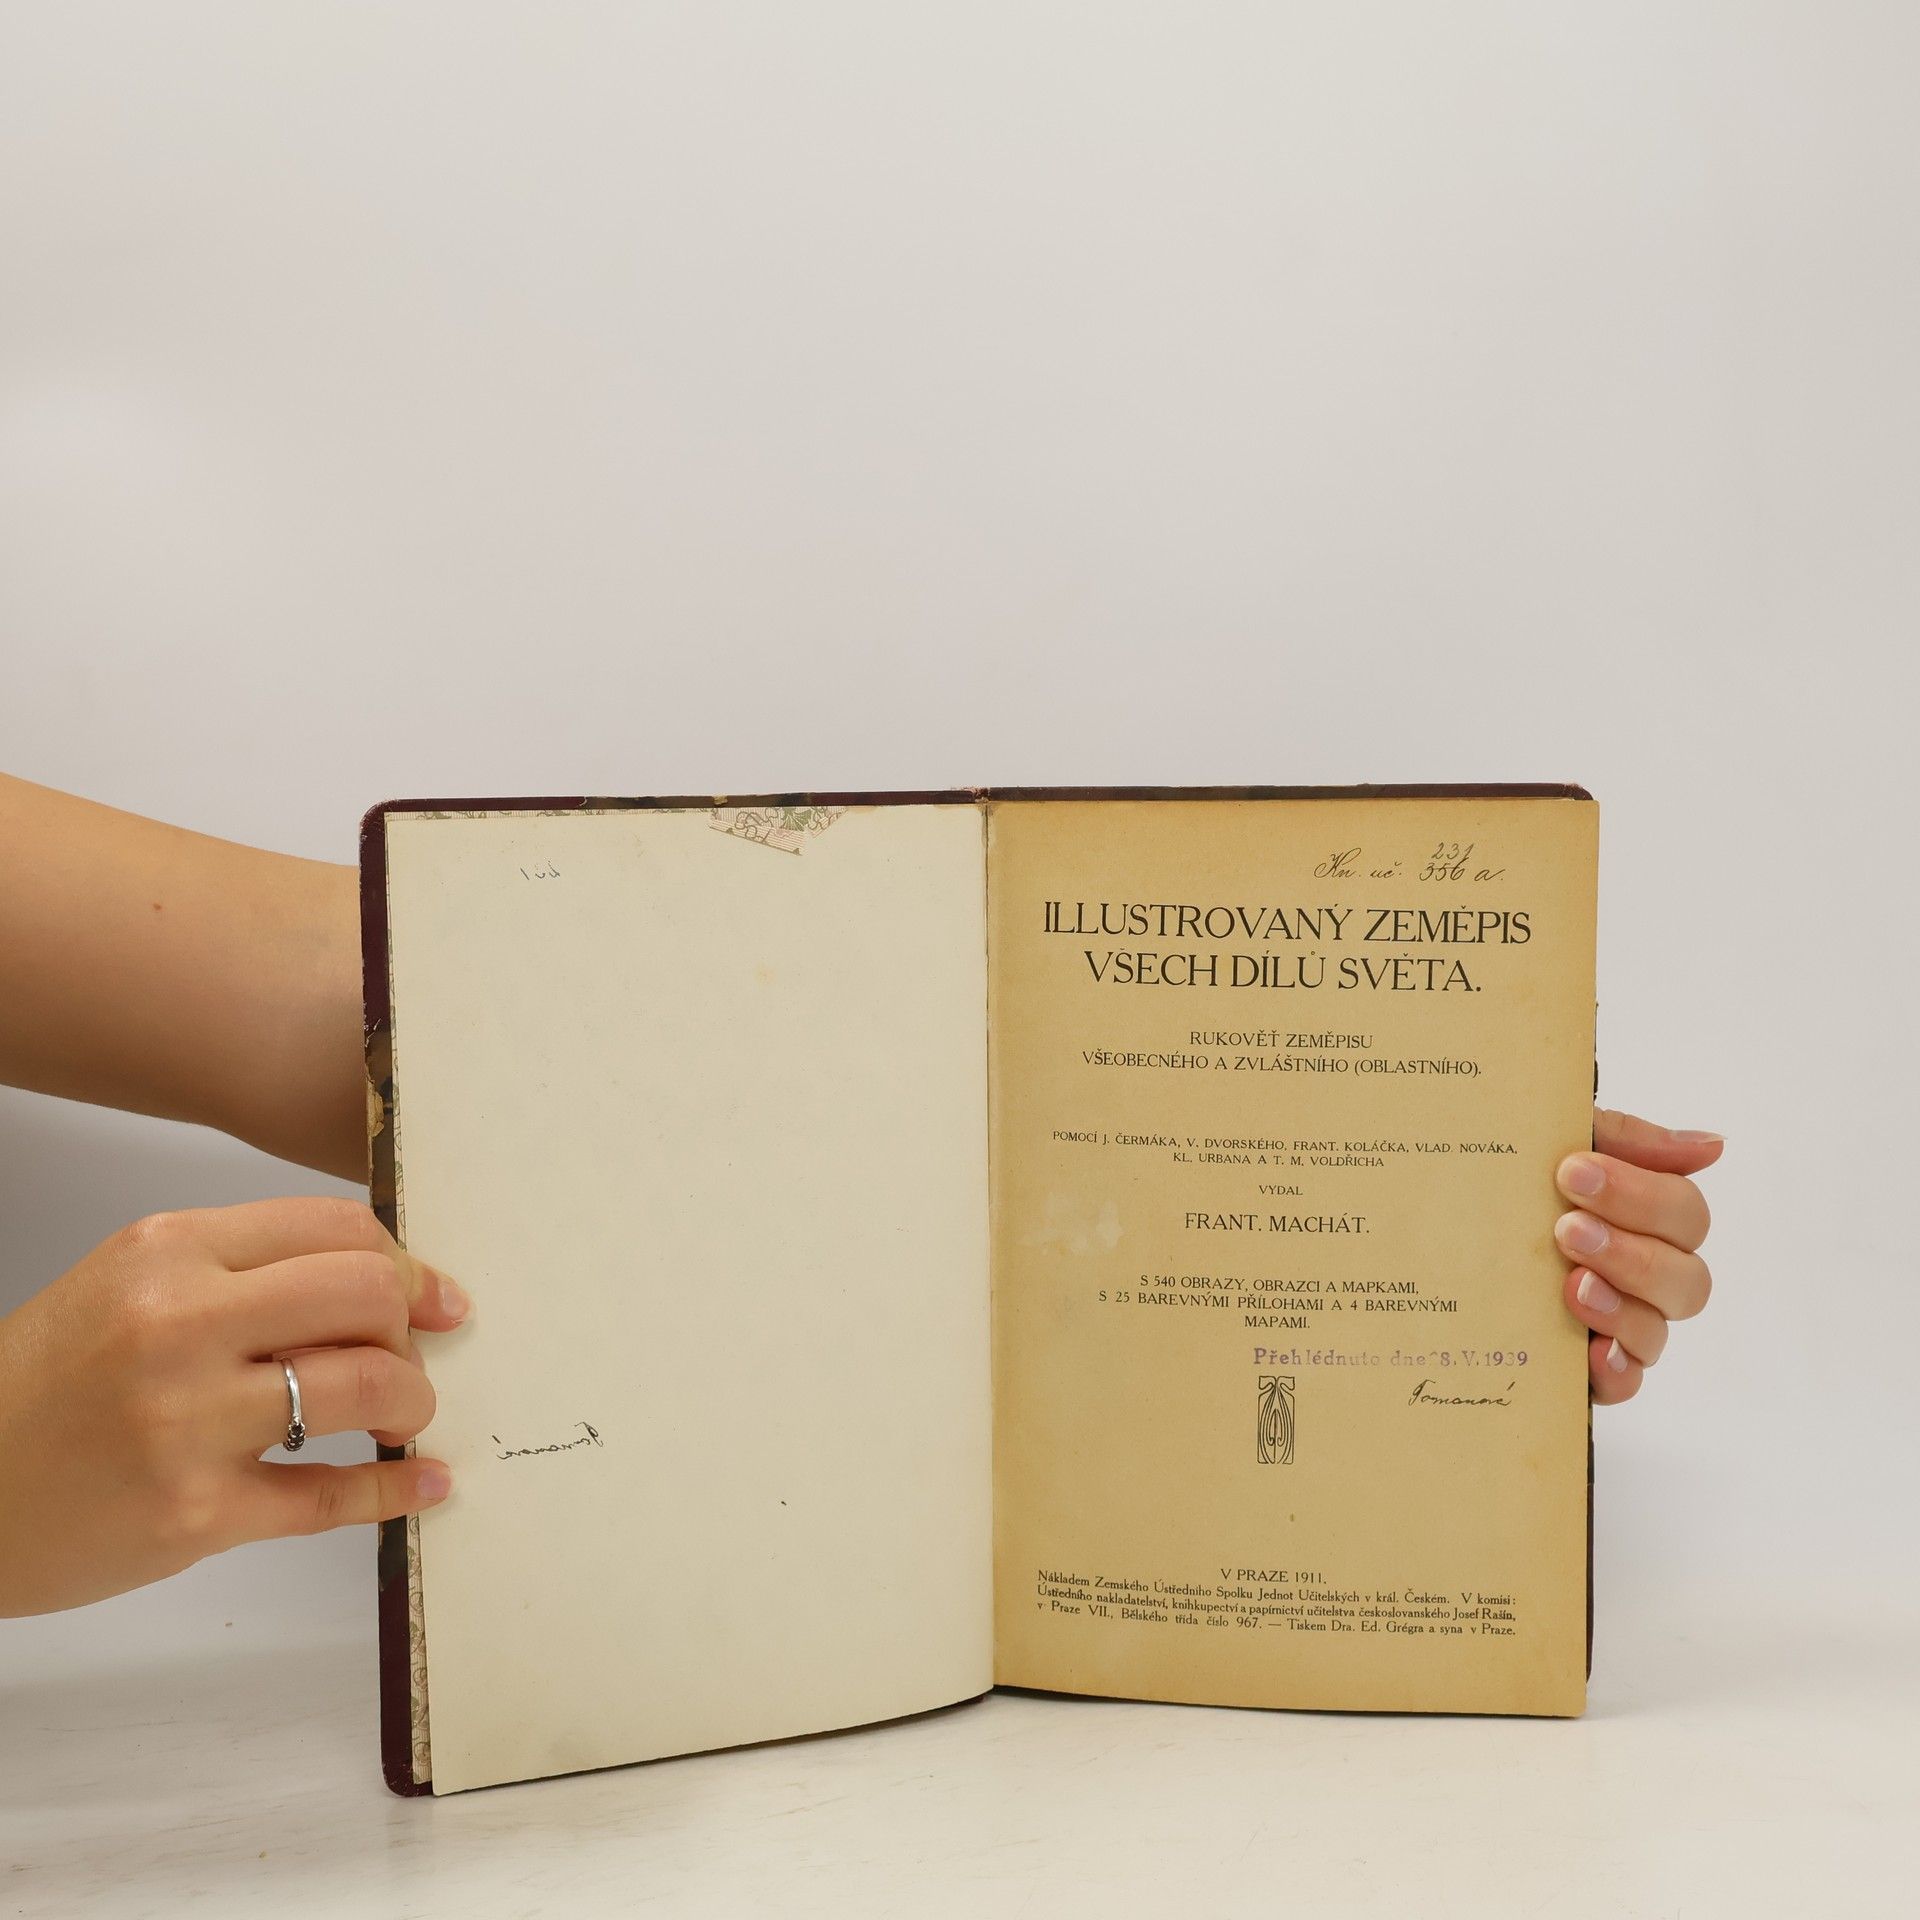 231
Kn. uč. 356 a.
ILLUSTROVANÝ ZEMĚPIS
VŠECH DÍLŮ SVĚTA.
RUKOVĚŤ ZEMĚPISU
VŠEOBECNÉHO A ZVLÁŠTNÍHO (OBLASTNÍHO).
POMOCÍ J. ČERMÁKA, V. DVORSKÉHO, FRANT. KOLÁČKA, VLAD. NOVÁKA,
KL. URBANA A T. M. VOLDŘICHA
VYDAL
FRANT. MACHÁT.
S 540 OBRAZY, OBRAZCI A MAPKAMI,
S 25 BAREVNÝMI PŘÍLOHAMI A 4 BAREVNÝMI
MAPAMI.
Přehlédnuto dne 8. V. 1939
Tomanová
V PRAZE 1911.
Nákladem Zemského Ústředního Spolku Jednot Učitelských v král. Českém. V komisi:
Ústředního nakladatelství, knihkupectví a papírnictví učitelstva českoslovanského Josef Rašín,
v Praze VII., Bělského třída číslo 967. — Tiskem Dra. Ed. Grégra a syna v Praze.